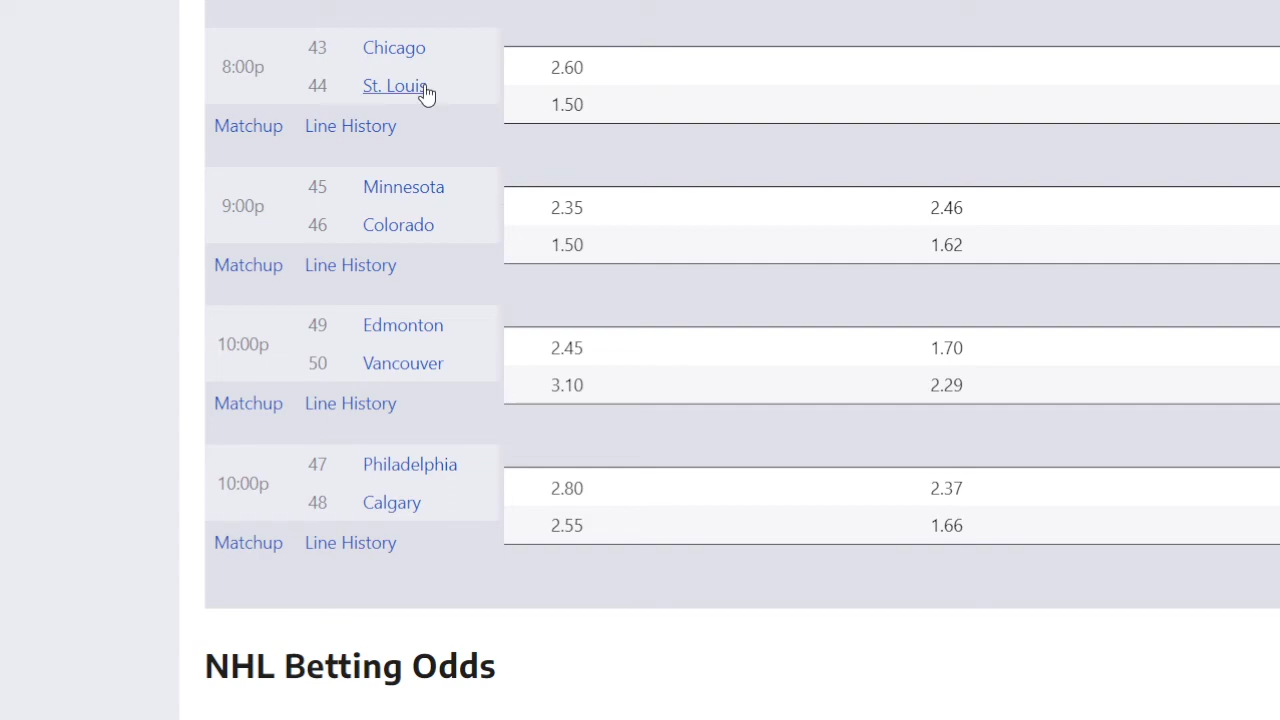 43 Chicago 2.60
8:00p
44 St. Louis 1.50
Matchup Line History
45 Minnesota 2.35 2.46
9:00p
46 Colorado 1.50 1.62
Matchup Line History
49 Edmonton 2.45 1.70
10:00p
50 Vancouver 3.10 2.29
Matchup Line History
47 Philadelphia 2.80 2.37
10:00p
48 Calgary 2.55 1.66
Matchup Line History
NHL Betting Odds